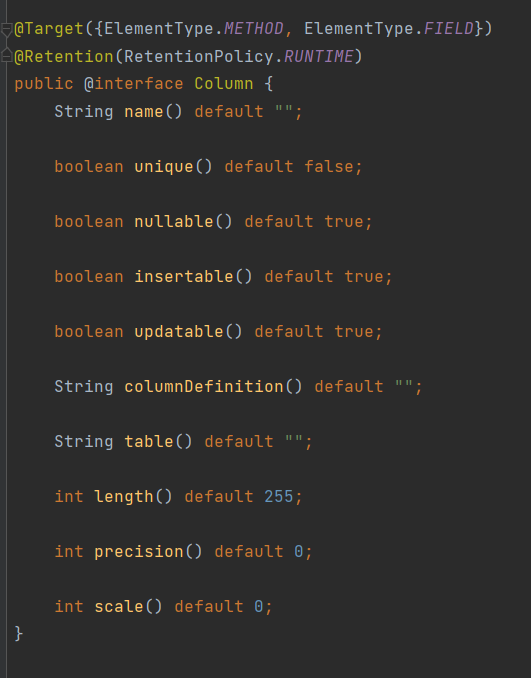 @Target({ElementType.METHOD, ElementType.FIELD})
@Retention(RetentionPolicy.RUNTIME)
public @interface Column {
    String name() default "";

    boolean unique() default false;

    boolean nullable() default true;

    boolean insertable() default true;

    boolean updatable() default true;

    String columnDefinition() default "";

    String table() default "";

    int length() default 255;

    int precision() default 0;

    int scale() default 0;
}